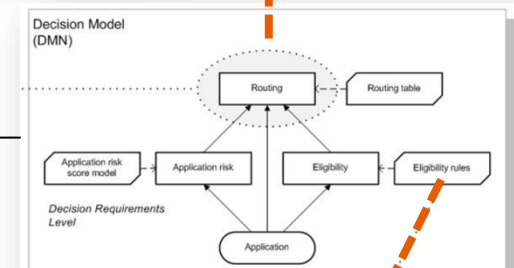 Decision Model
(DMN)
Routing
Routing table
Application risk
score model
Application risk
Eligibility
Eligibility rules
Decision Requirements
Level
Application